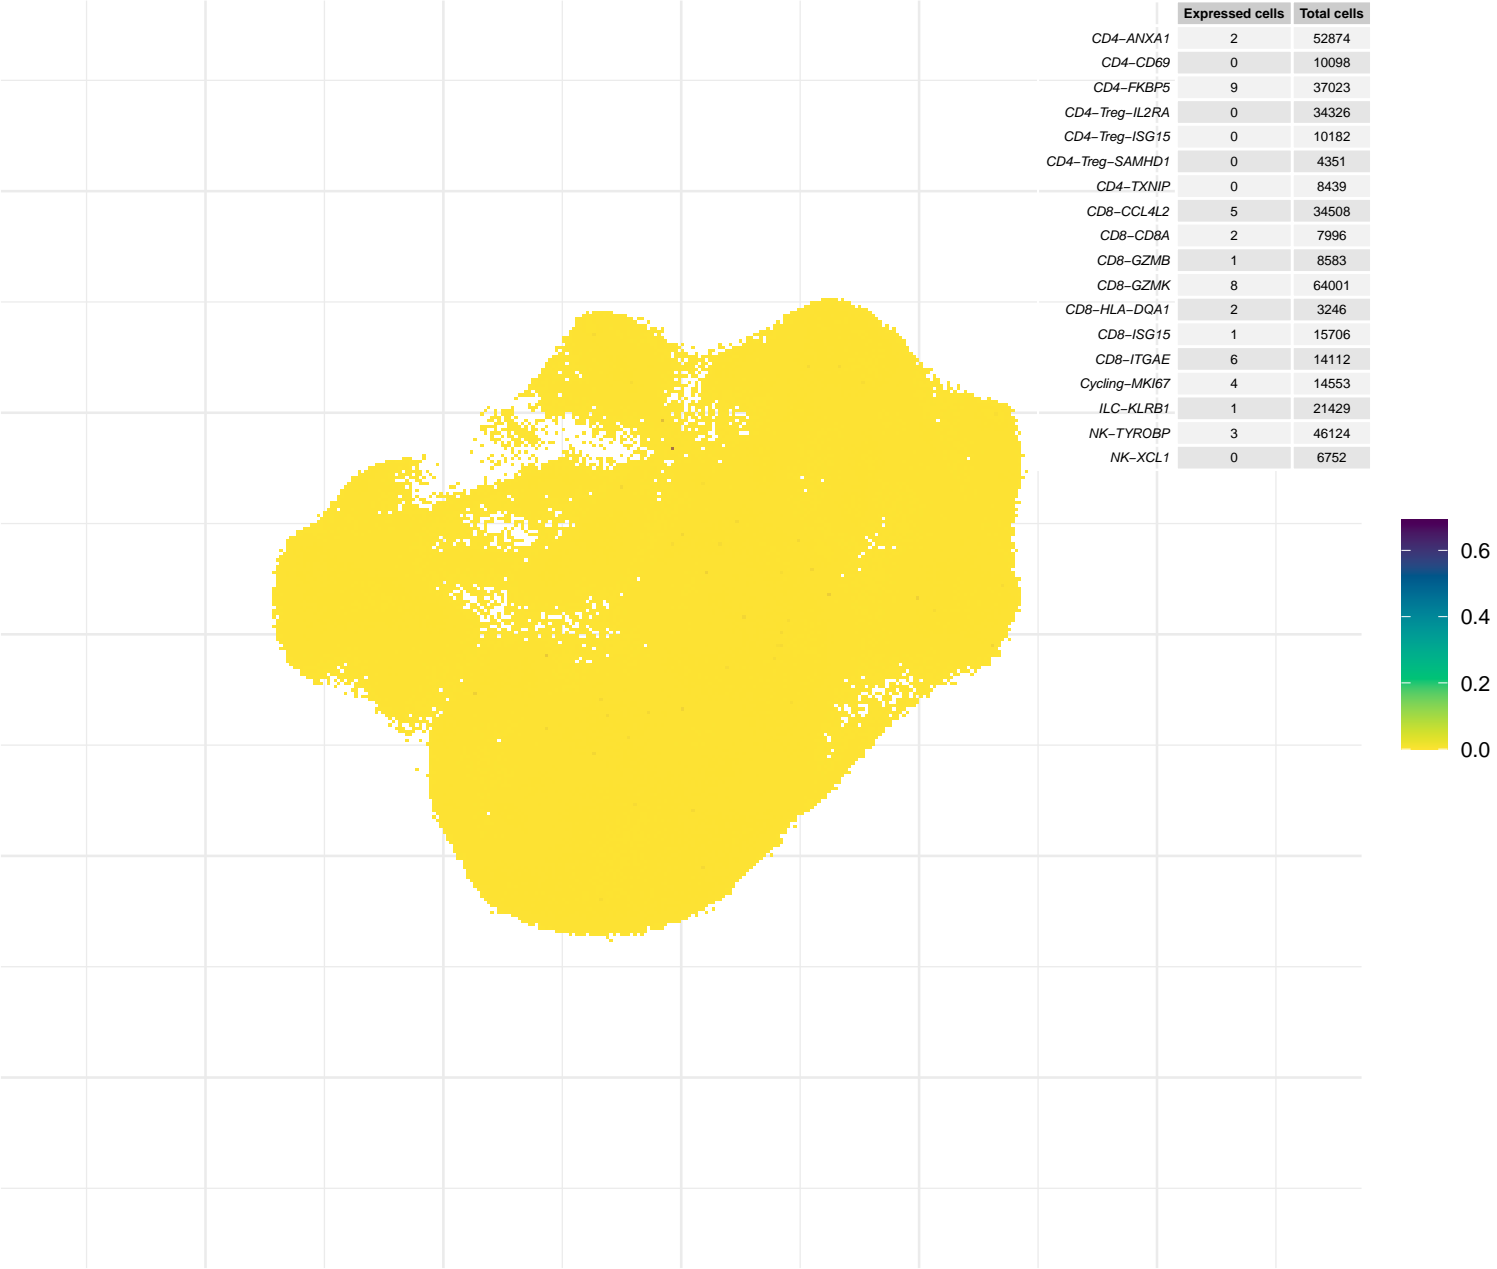 Expressed cells Total cells
CD4−ANXA1 2 52874
CD4−CD69 0 10098
CD4−FKBP5 9 37023
CD4−Treg−IL2RA 0 34326
CD4−Treg−ISG15 0 10182
CD4−Treg−SAMHD1 0 4351
CD4−TXNIP 0 8439
CD8−CCL4L2 5 34508
CD8−CD8A 2 7996
CD8−GZMB 1 8583
CD8−GZMK 8 64001
CD8−HLA−DQA1 2 3246
CD8−ISG15 1 15706
CD8−ITGAE 6 14112
Cycling−MKI67 4 14553
ILC−KLRB1 1 21429
NK−TYROBP 3 46124
NK−XCL1 0 6752
0.6
0.4
0.2
0.0